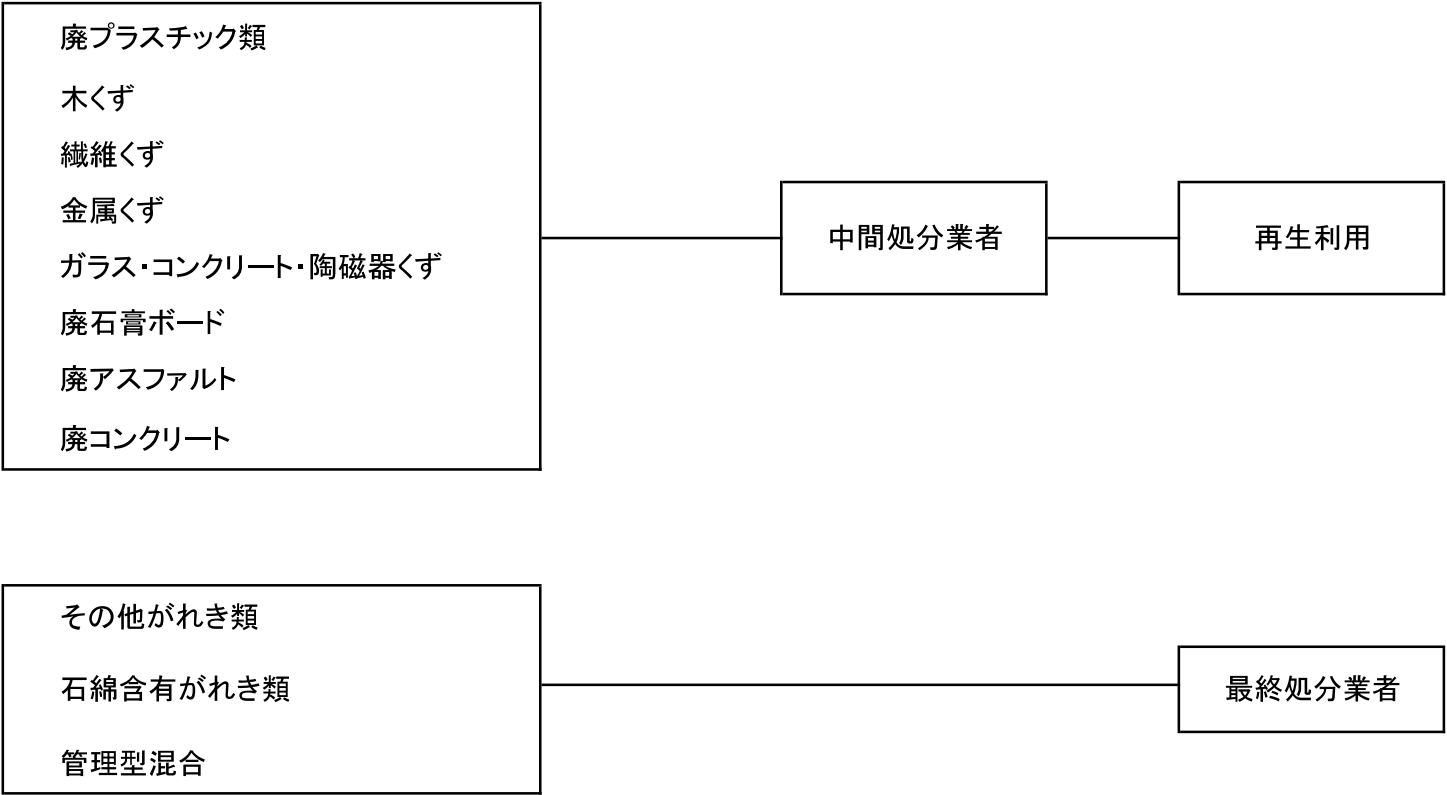 廃プラスチック類
木くず
繊維くず
金属くず
ガラス・コンクリート・陶磁器くず
廃石膏ボード
廃アスファルト
廃コンクリート
中間処分業者
再生利用
その他がれき類
石綿含有がれき類
管理型混合
最終処分業者